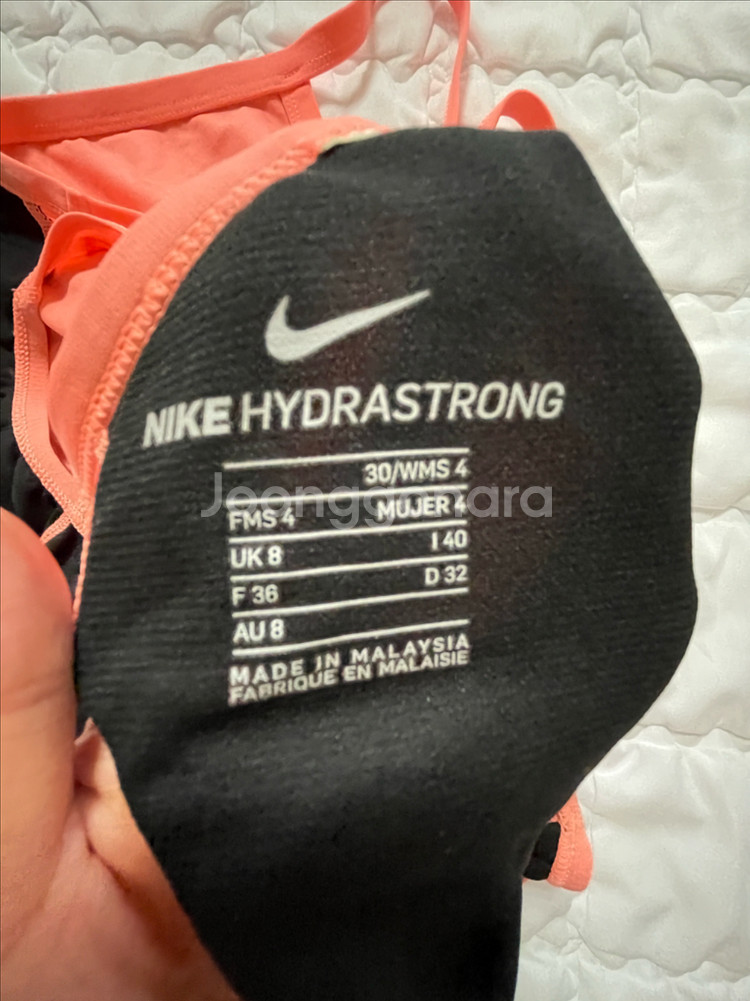 NIKE HYDRASTRONG
30/WMS 4
FMS 4 MUJER 4
UK 8 I 40
F 36 D 32
AU 8
MADE IN MALAYSIA
FABRIQUE EN MALAISIE
Joonggonara